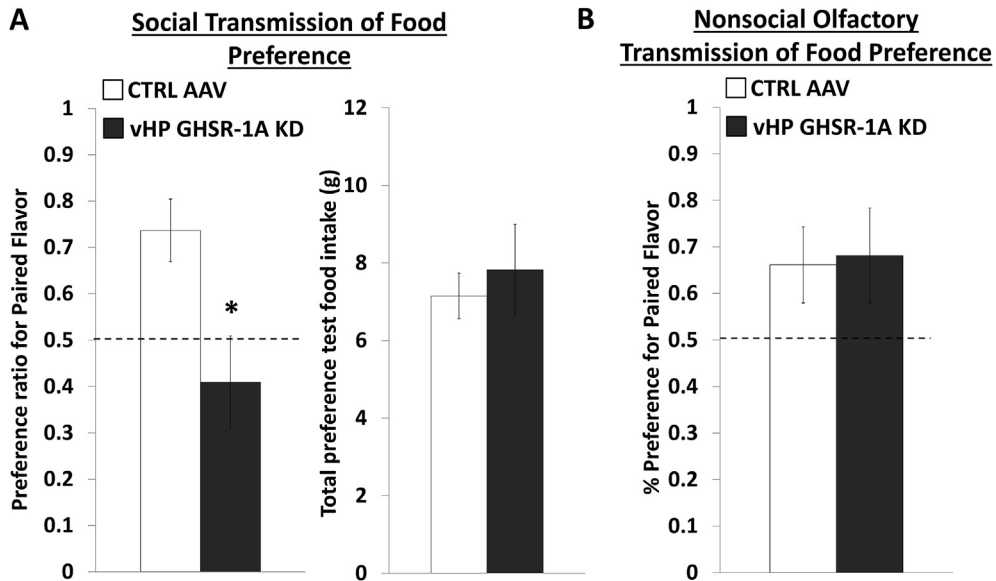 A
Social Transmission of Food
Preference
CTRL AAV
vHP GHSR-1A KD
Preference ratio for Paired Flavor
1
0.9
0.8
0.7
0.6
0.5
0.4
0.3
0.2
0.1
0
*
Total preference test food intake (g)
12
10
8
6
4
2
0
B
Nonsocial Olfactory
Transmission of Food Preference
CTRL AAV
vHP GHSR-1A KD
% Preference for Paired Flavor
1
0.9
0.8
0.7
0.6
0.5
0.4
0.3
0.2
0.1
0